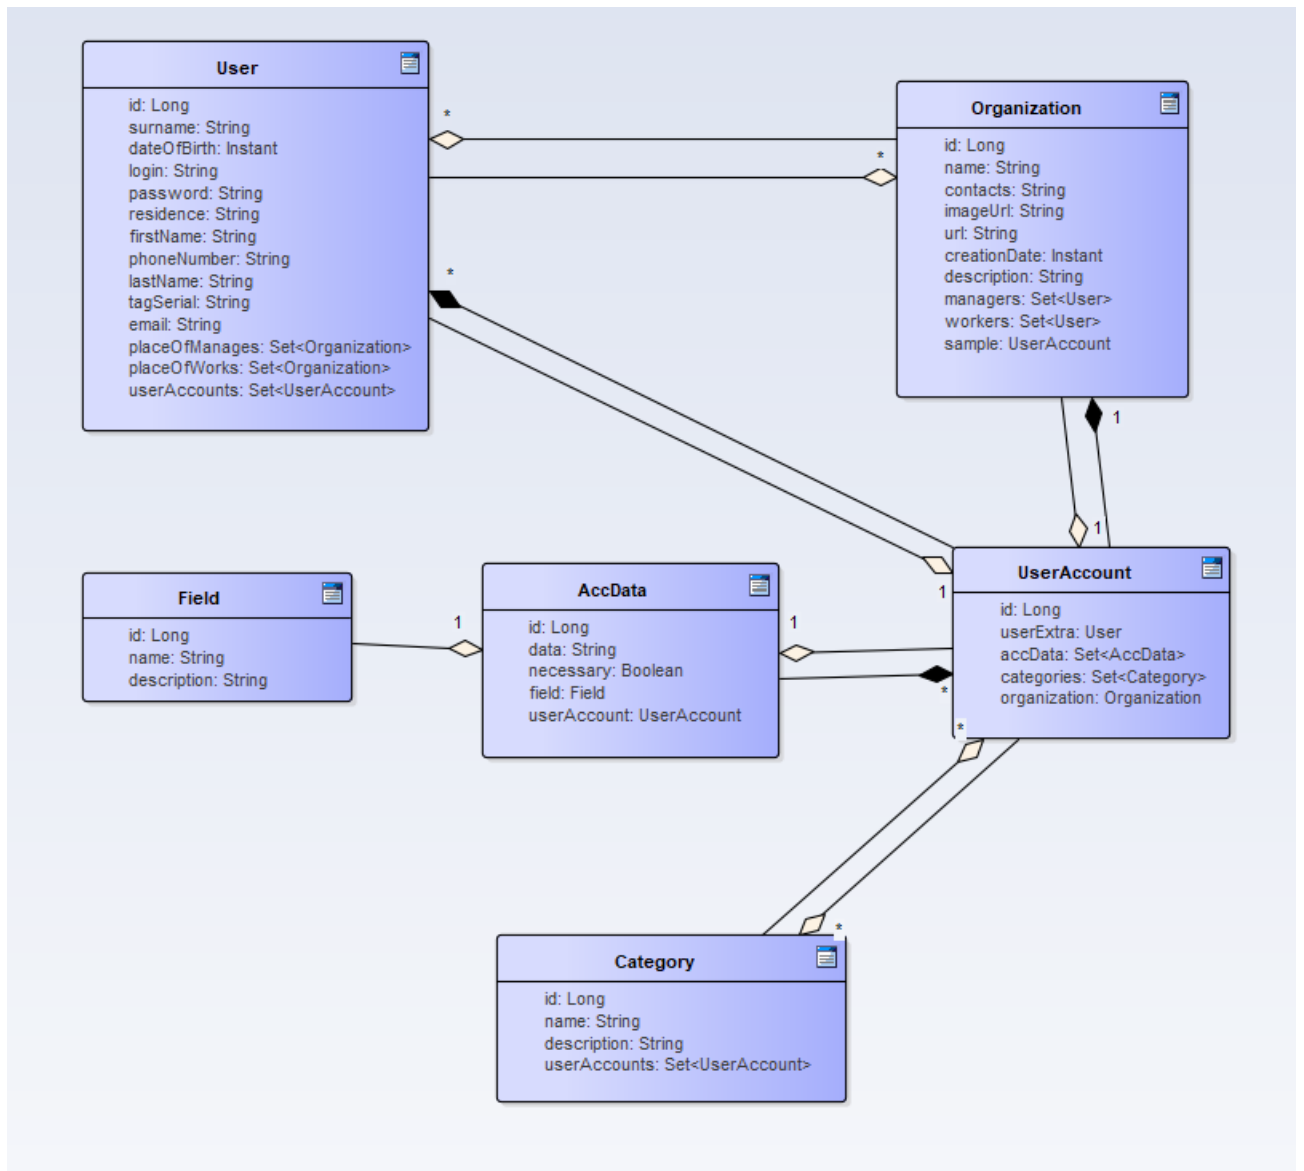 User
id: Long
surname: String
dateOfBirth: Instant
login: String
password: String
residence: String
firstName: String
phoneNumber: String
lastName: String
tagSerial: String
email: String
placeOfManages: Set<Organization>
placeOfWorks: Set<Organization>
userAccounts: Set<UserAccount>
*
*
*
Organization
id: Long
name: String
contacts: String
imageUrl: String
url: String
creationDate: Instant
description: String
managers: Set<User>
workers: Set<User>
sample: UserAccount
1
1
1
Field
id: Long
name: String
description: String
1
AccData
id: Long
data: String
necessary: Boolean
field: Field
userAccount: UserAccount
1
*
*
UserAccount
id: Long
userExtra: User
accData: Set<AccData>
categories: Set<Category>
organization: Organization
*
Category
id: Long
name: String
description: String
userAccounts: Set<UserAccount>